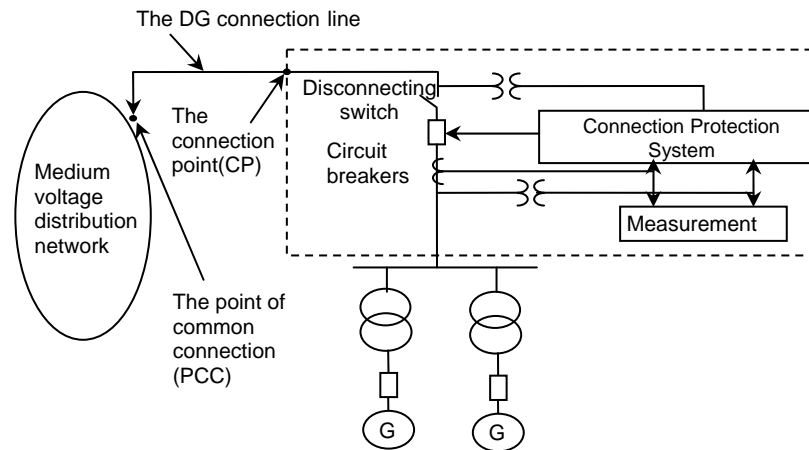 The DG connection line
Disconnecting
switch
The
connection
point(CP)
Connection Protection
System
Circuit
breakers
Medium
voltage
distribution
network
Measurement
The point of
common
connection
(PCC)
G
G